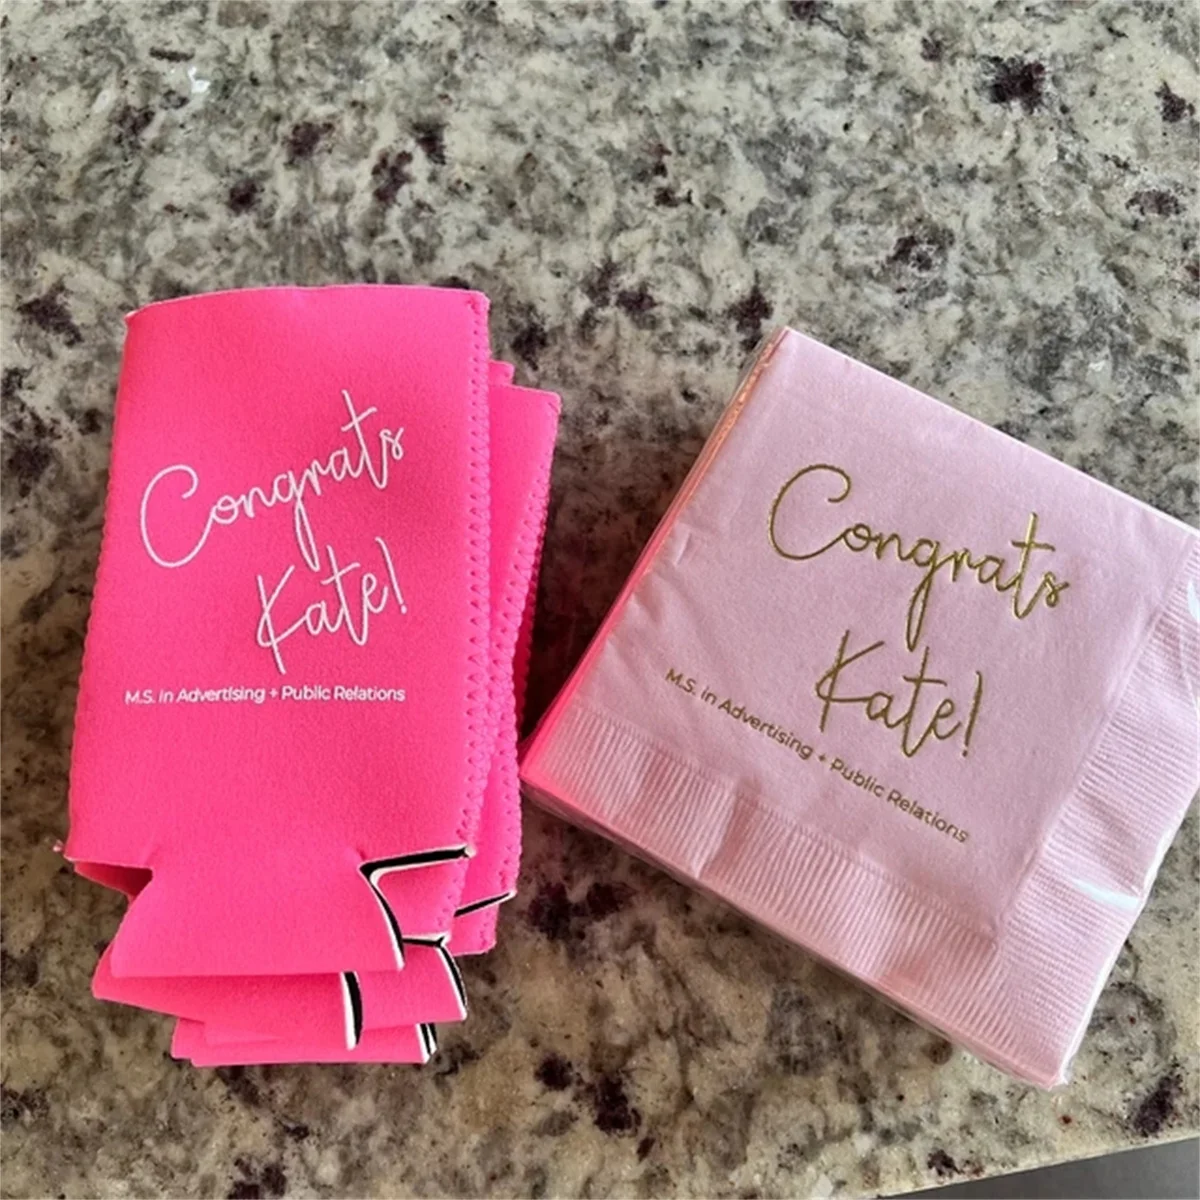 Congrats
Kate!
M.S. in Advertising + Public Relations
Congrats
Kate!
M.S. in Advertising + Public Relations